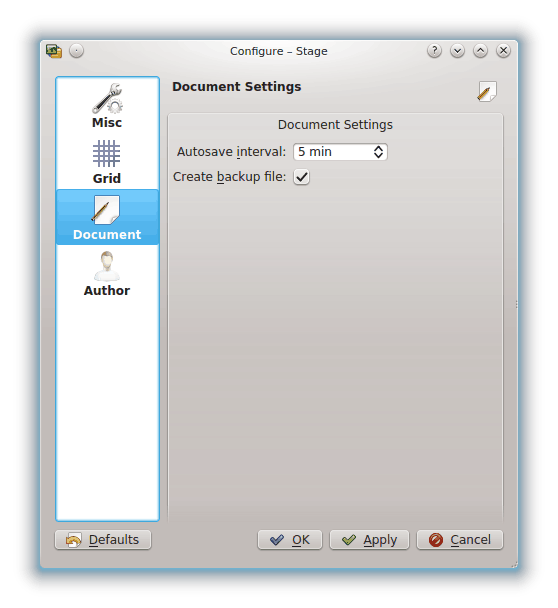 Configure – Stage
Misc
Grid
Document
Author
Document Settings
Document Settings
Autosave interval: 5 min
Create backup file:
Defaults
OK
Apply
Cancel